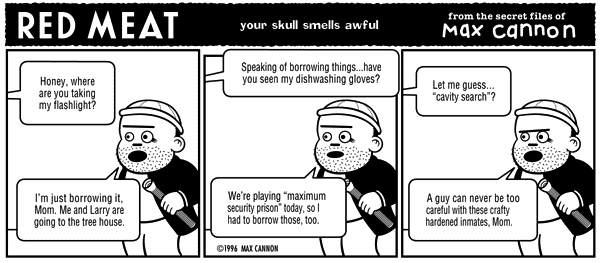 RED MEAT
your skull smells awful
from the secret files of
Max cannon
Honey, where
are you taking
my flashlight?
I'm just borrowing it,
Mom. Me and Larry are
going to the tree house.
Speaking of borrowing things...have
you seen my dishwashing gloves?
We're playing "maximum
security prison" today, so I
had to borrow those, too.
©1996 MAX CANNON
Let me guess...
"cavity search"?
A guy can never be too
careful with these crafty
hardened inmates, Mom.